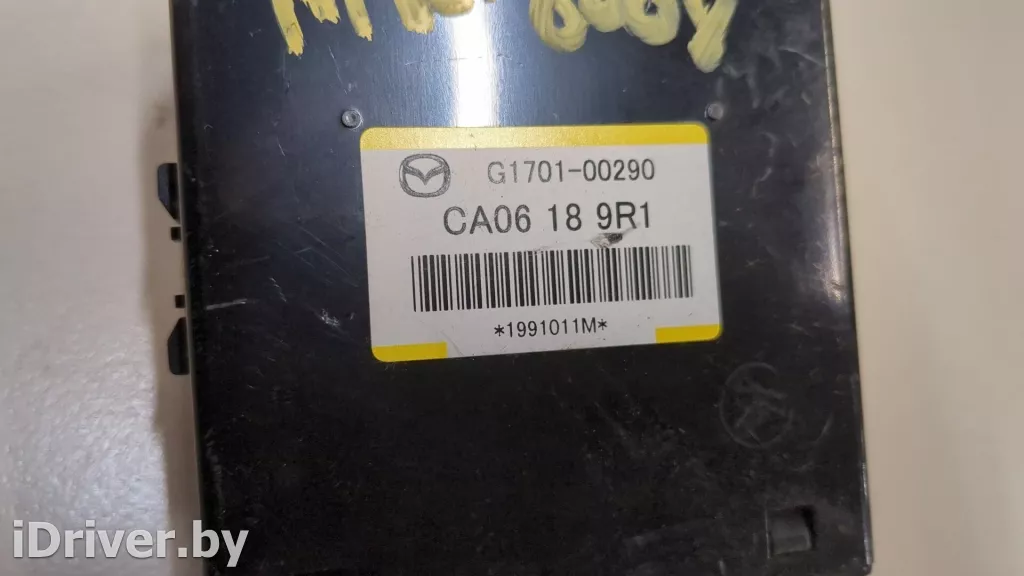 G1701-00290
CA06 18 9R1
*1991011M*
iDriver.by